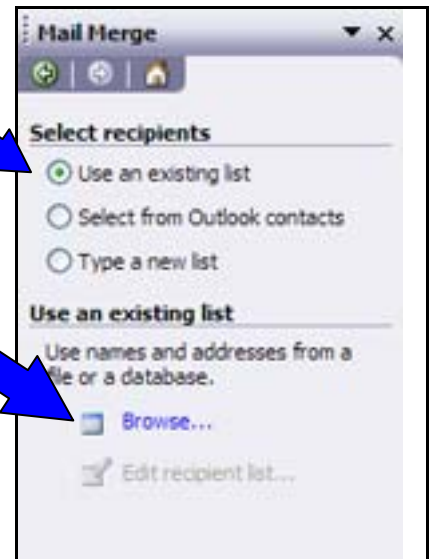 Mail Merge
Select recipients
Use an existing list
Select from Outlook contacts
Type a new list
Use an existing list
Use names and addresses from a
file or a database.
Browse...
Edit recipient list...